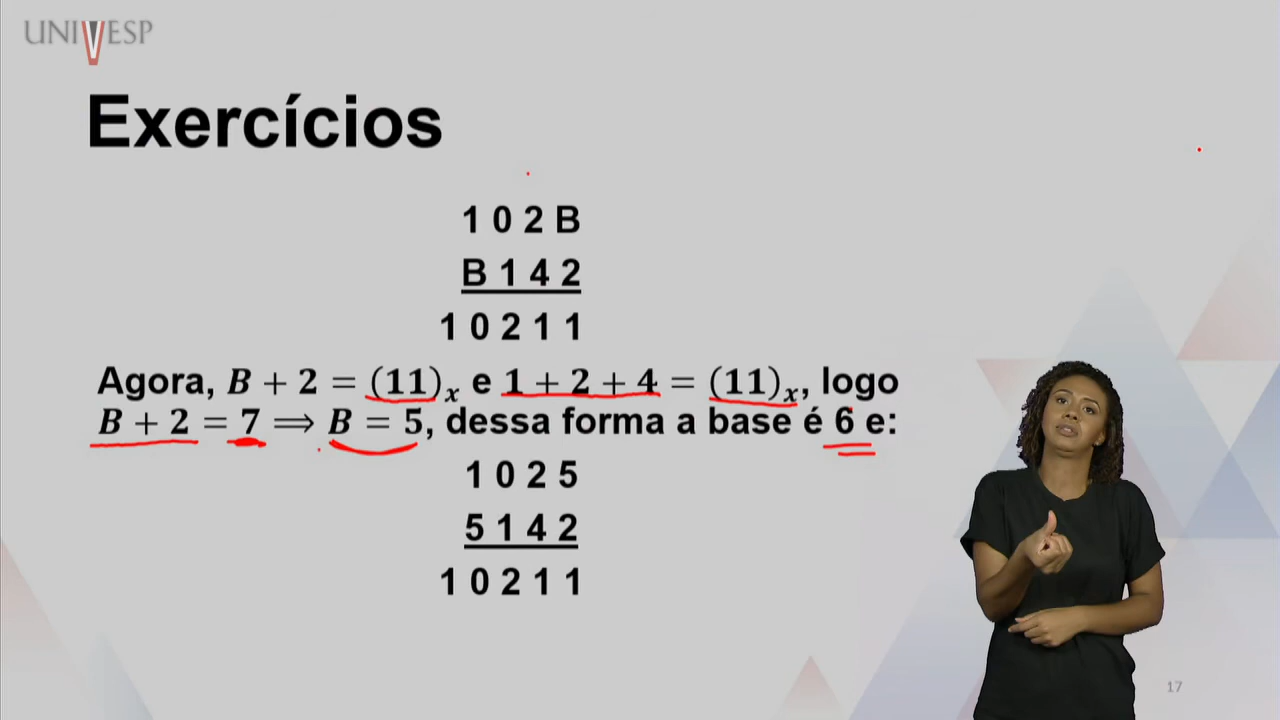 UNIVESP
Exercícios
1 0 2 B
B 1 4 2
1 0 2 1 1
Agora, B + 2 = (11)ₓ e 1 + 2 + 4 = (11)ₓ, logo
B + 2 = 7 ⟹ B = 5, dessa forma a base é 6 e:
1 0 2 5
5 1 4 2
1 0 2 1 1
17